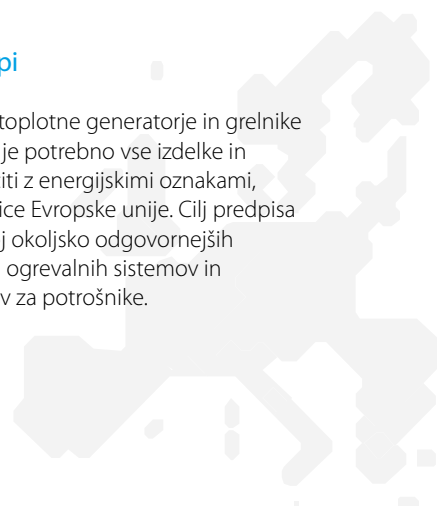 pi
toplotne generatorje in grelnike
je potrebno vse izdelke in
iti z energijskimi oznakami,
ice Evropske unije. Cilj predpisa
j okoljsko odgovornejših
ogrevalnih sistemov in
v za potrošnike.